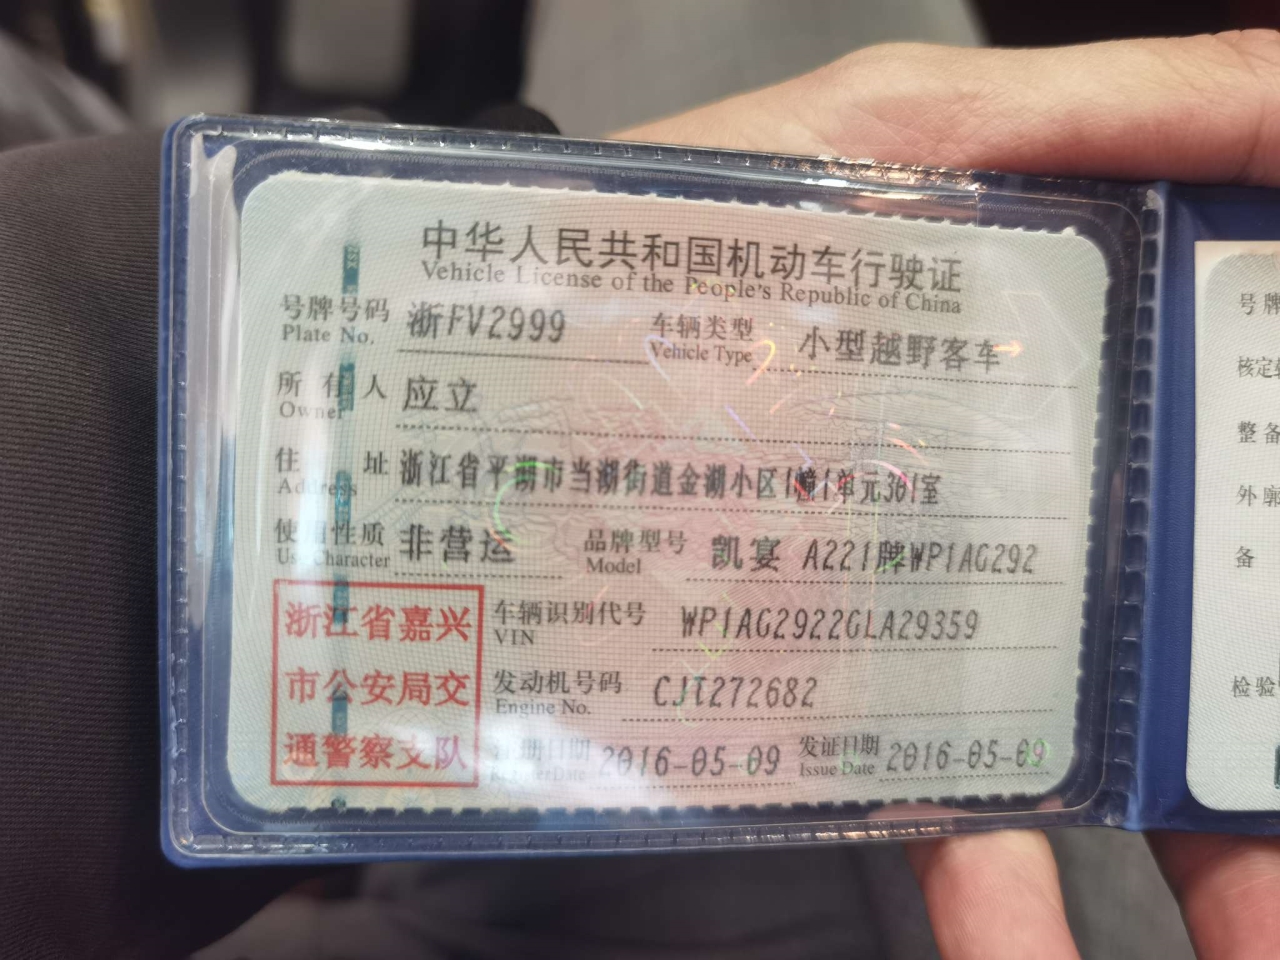 中华人民共和国机动车行驶证
Vehicle License of the People's Republic of China
号牌号码 浙FV2999 车辆类型 小型越野客车
Plate No. Vehicle Type
所有人 应立
Owner
住址 浙江省平湖市当湖街道金湖小区1幢1单元301室
Address
使用性质 非营运 品牌型号 凯宴 A221牌WP1AG292
Use Character Model
浙江省嘉兴
市公安局交
通警察支队
车辆识别代号 WP1AG2922GLA29359
VIN
发动机号码 CJT272682
Engine No.
注册日期 2016-05-09 发证日期 2016-05-09
Register Date Issue Date
号牌
核定
整备
外廓
备
检验